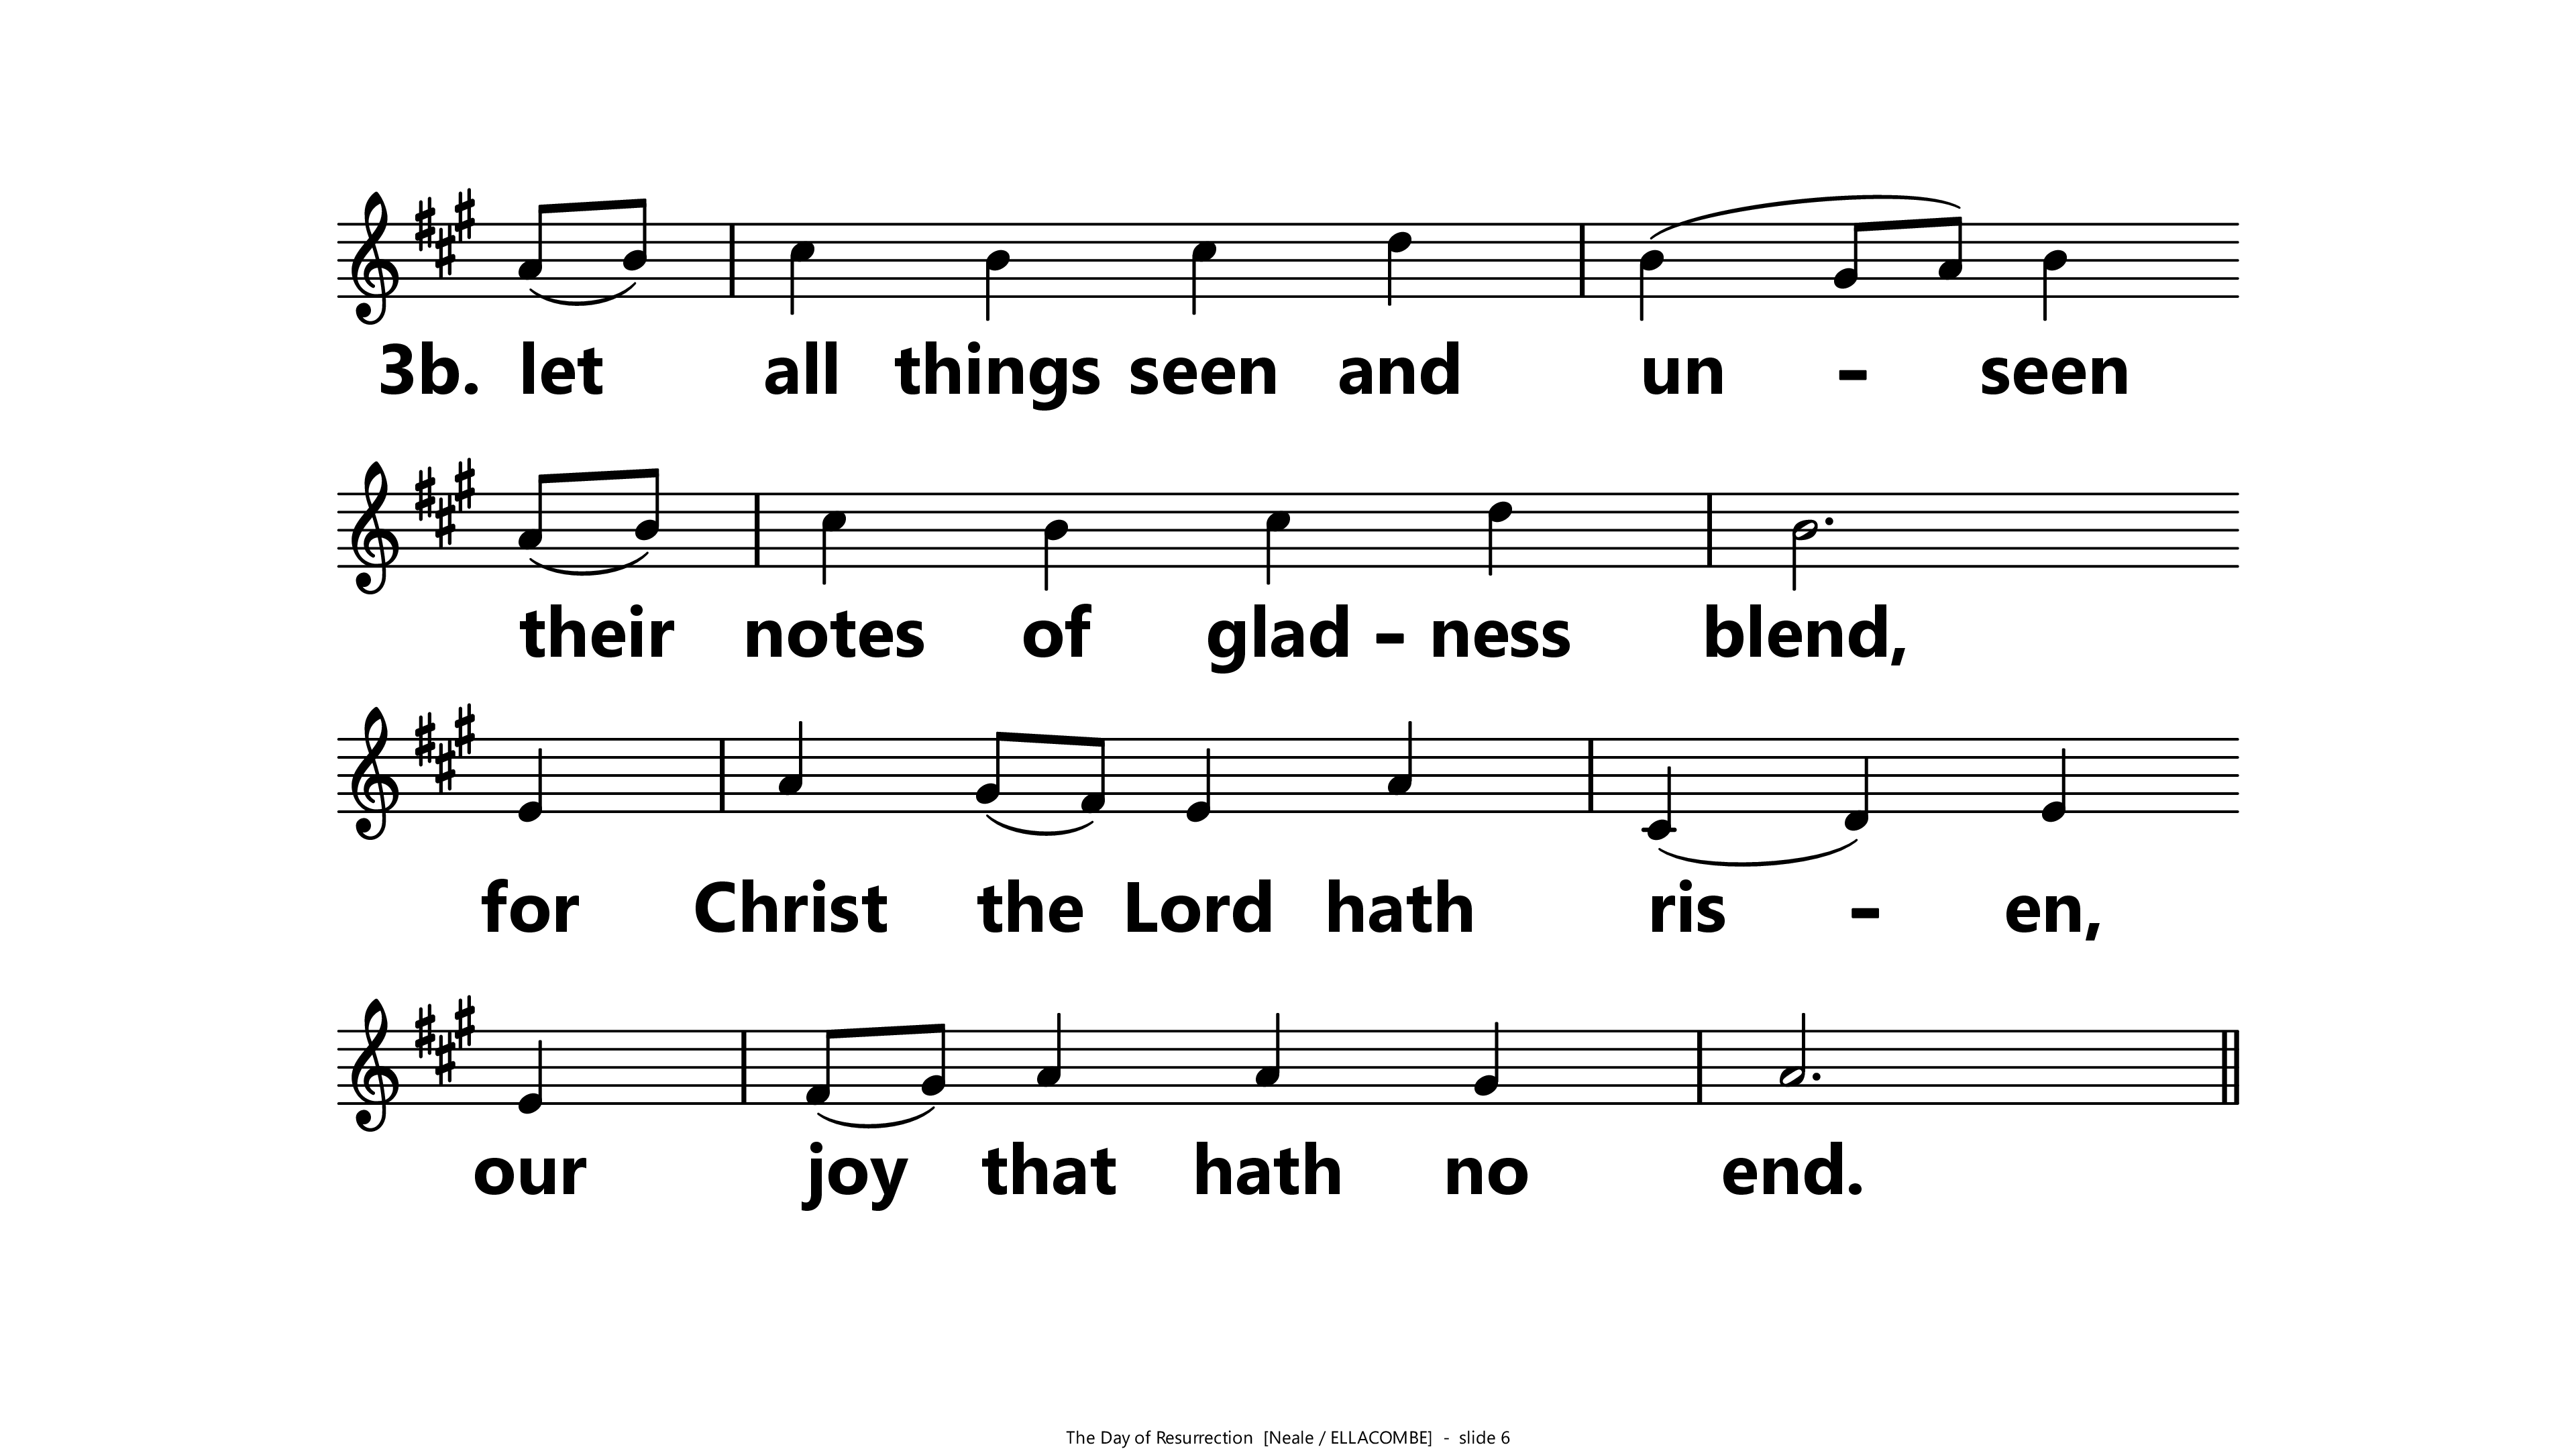 3b. let all things seen and un - seen
their notes of glad - ness blend,
for Christ the Lord hath ris - en,
our joy that hath no end.
The Day of Resurrection [Neale / ELLACOMBE] - slide 6